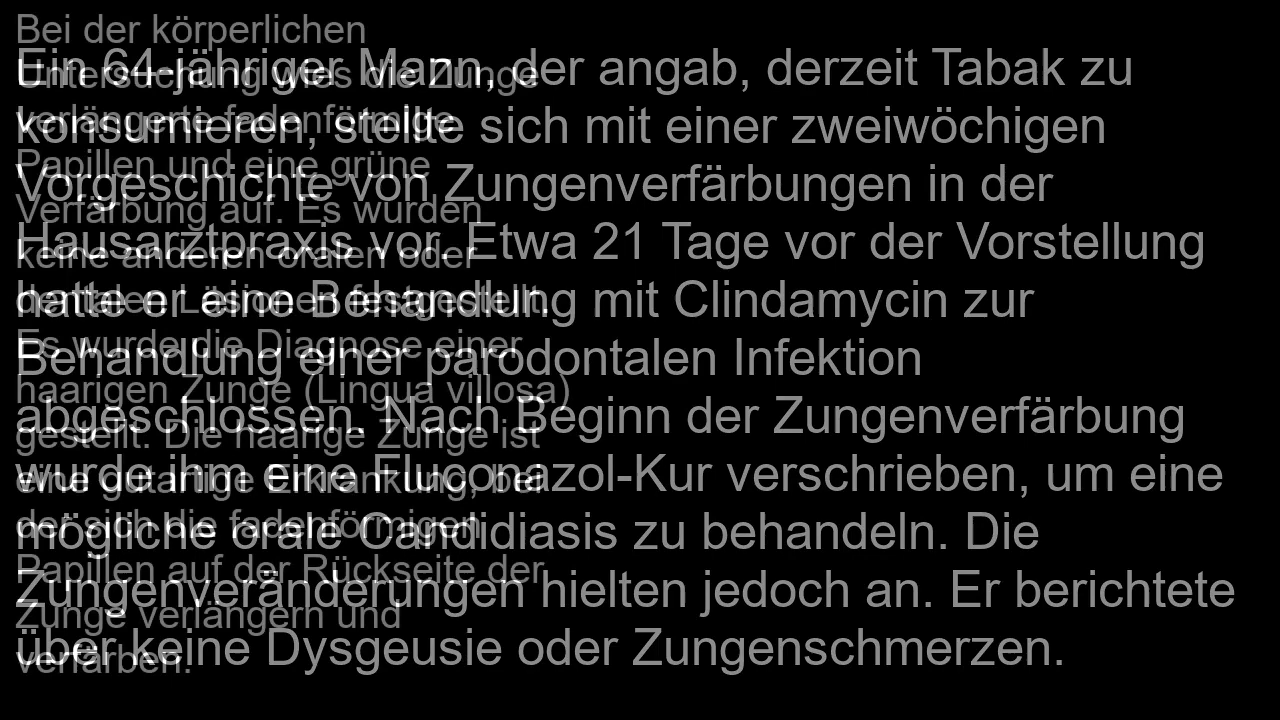 Ein 64-jähriger Mann, der angab, derzeit Tabak zu
konsumieren, stellte sich mit einer zweiwöchigen
Vorgeschichte von Zungenverfärbungen in der
Hausarztpraxis vor. Etwa 21 Tage vor der Vorstellung
hatte er eine Behandlung mit Clindamycin zur
Behandlung einer parodontalen Infektion
abgeschlossen. Nach Beginn der Zungenverfärbung
wurde ihm eine Fluconazol-Kur verschrieben, um eine
mögliche orale Candidiasis zu behandeln. Die
Zungenveränderungen hielten jedoch an. Er berichtete
über keine Dysgeusie oder Zungenschmerzen.
Bei der körperlichen
Untersuchung wies die Zunge
verlängerte fadenförmige
Papillen und eine grüne
Verfärbung auf. Es wurden
keine anderen oralen oder
dentalen Läsionen festgestellt.
Es wurde die Diagnose einer
haarigen Zunge (Lingua villosa)
gestellt. Die haarige Zunge ist
eine gutartige Erkrankung, bei
der sich die fadenförmigen
Papillen auf der Rückseite der
Zunge verlängern und
verfärben.